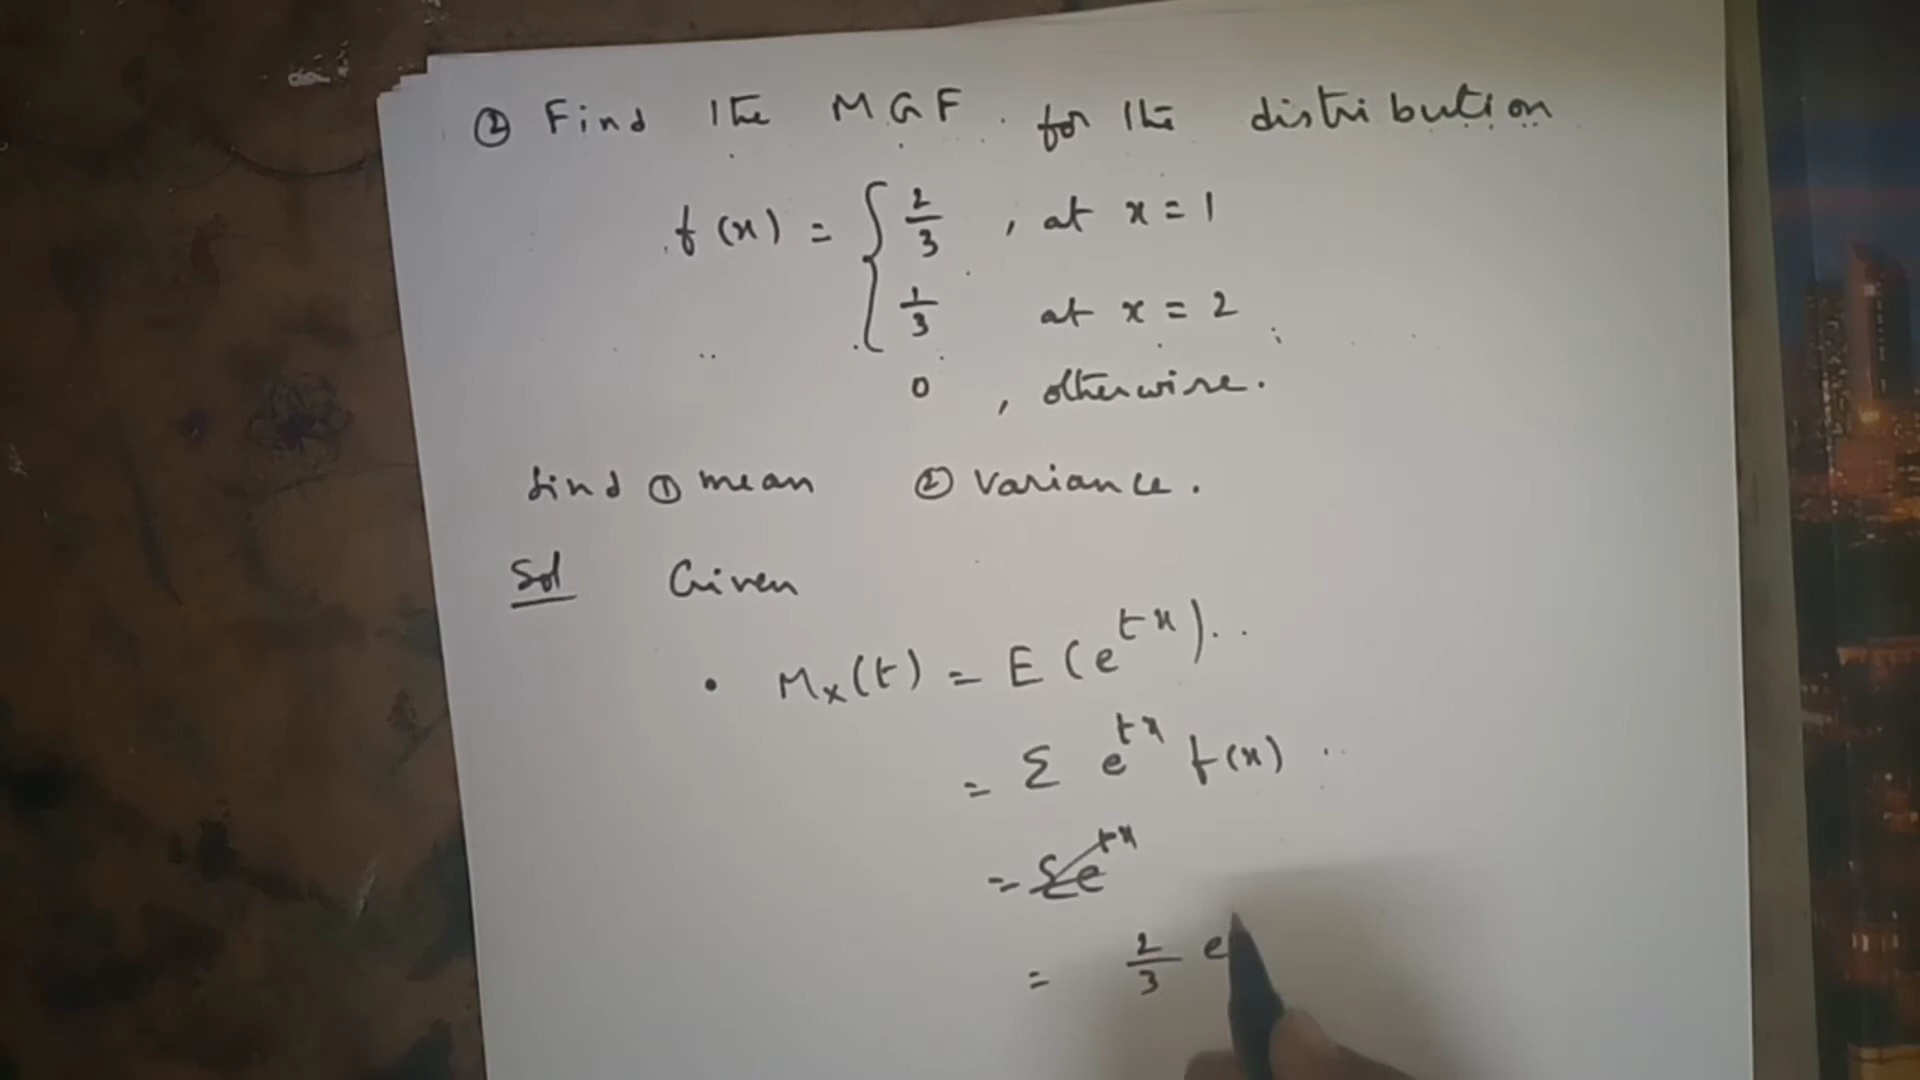 ② Find the MGF for the distribution
f(x) = { 2/3 , at x = 1
1/3 at x = 2
0 , otherwise.
find ① mean ② variance.
Sol Given
• Mx(t) = E(e^tx)..
= Σ e^tx f(x) ..
= Σe^tx
= 2/3 e